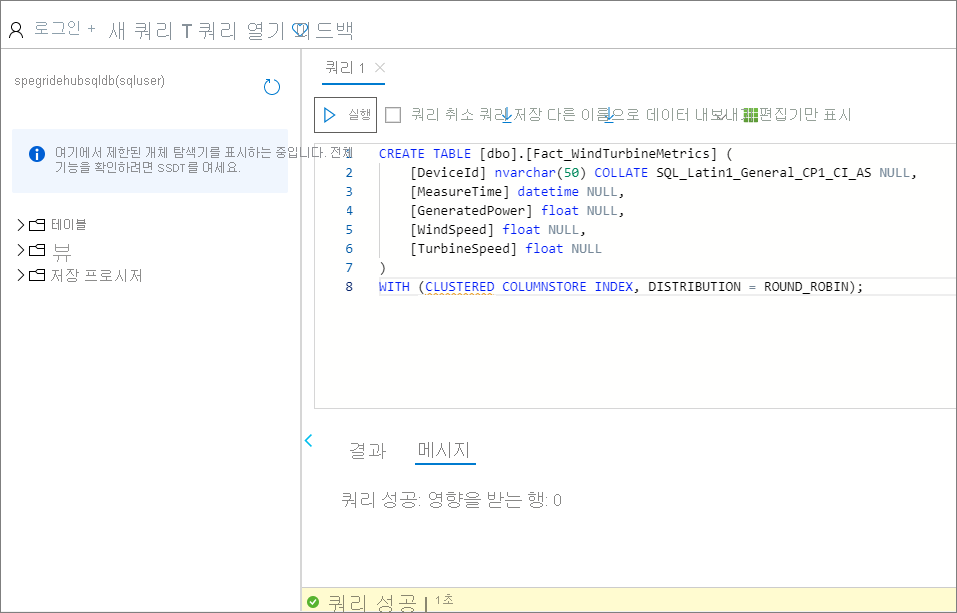 로그인 + 새 쿼리 T 쿼리 열기 피드백
spegridehubsqldb(sqluser)
여기에서 제한된 개체 탐색기를 표시하는 중입니다. 전체
기능을 확인하려면 SSDT를 여세요.
테이블
뷰
저장 프로시저
쿼리 1
실행 쿼리 취소 쿼리 저장 다른 이름으로 데이터 내보내기 편집기만 표시
1 CREATE TABLE [dbo].[Fact_WindTurbineMetrics] (
2 [DeviceId] nvarchar(50) COLLATE SQL_Latin1_General_CP1_CI_AS NULL,
3 [MeasureTime] datetime NULL,
4 [GeneratedPower] float NULL,
5 [WindSpeed] float NULL,
6 [TurbineSpeed] float NULL
7 )
8 WITH (CLUSTERED COLUMNSTORE INDEX, DISTRIBUTION = ROUND_ROBIN);
결과 메시지
쿼리 성공: 영향을 받는 행: 0
쿼리 성공 | 1초